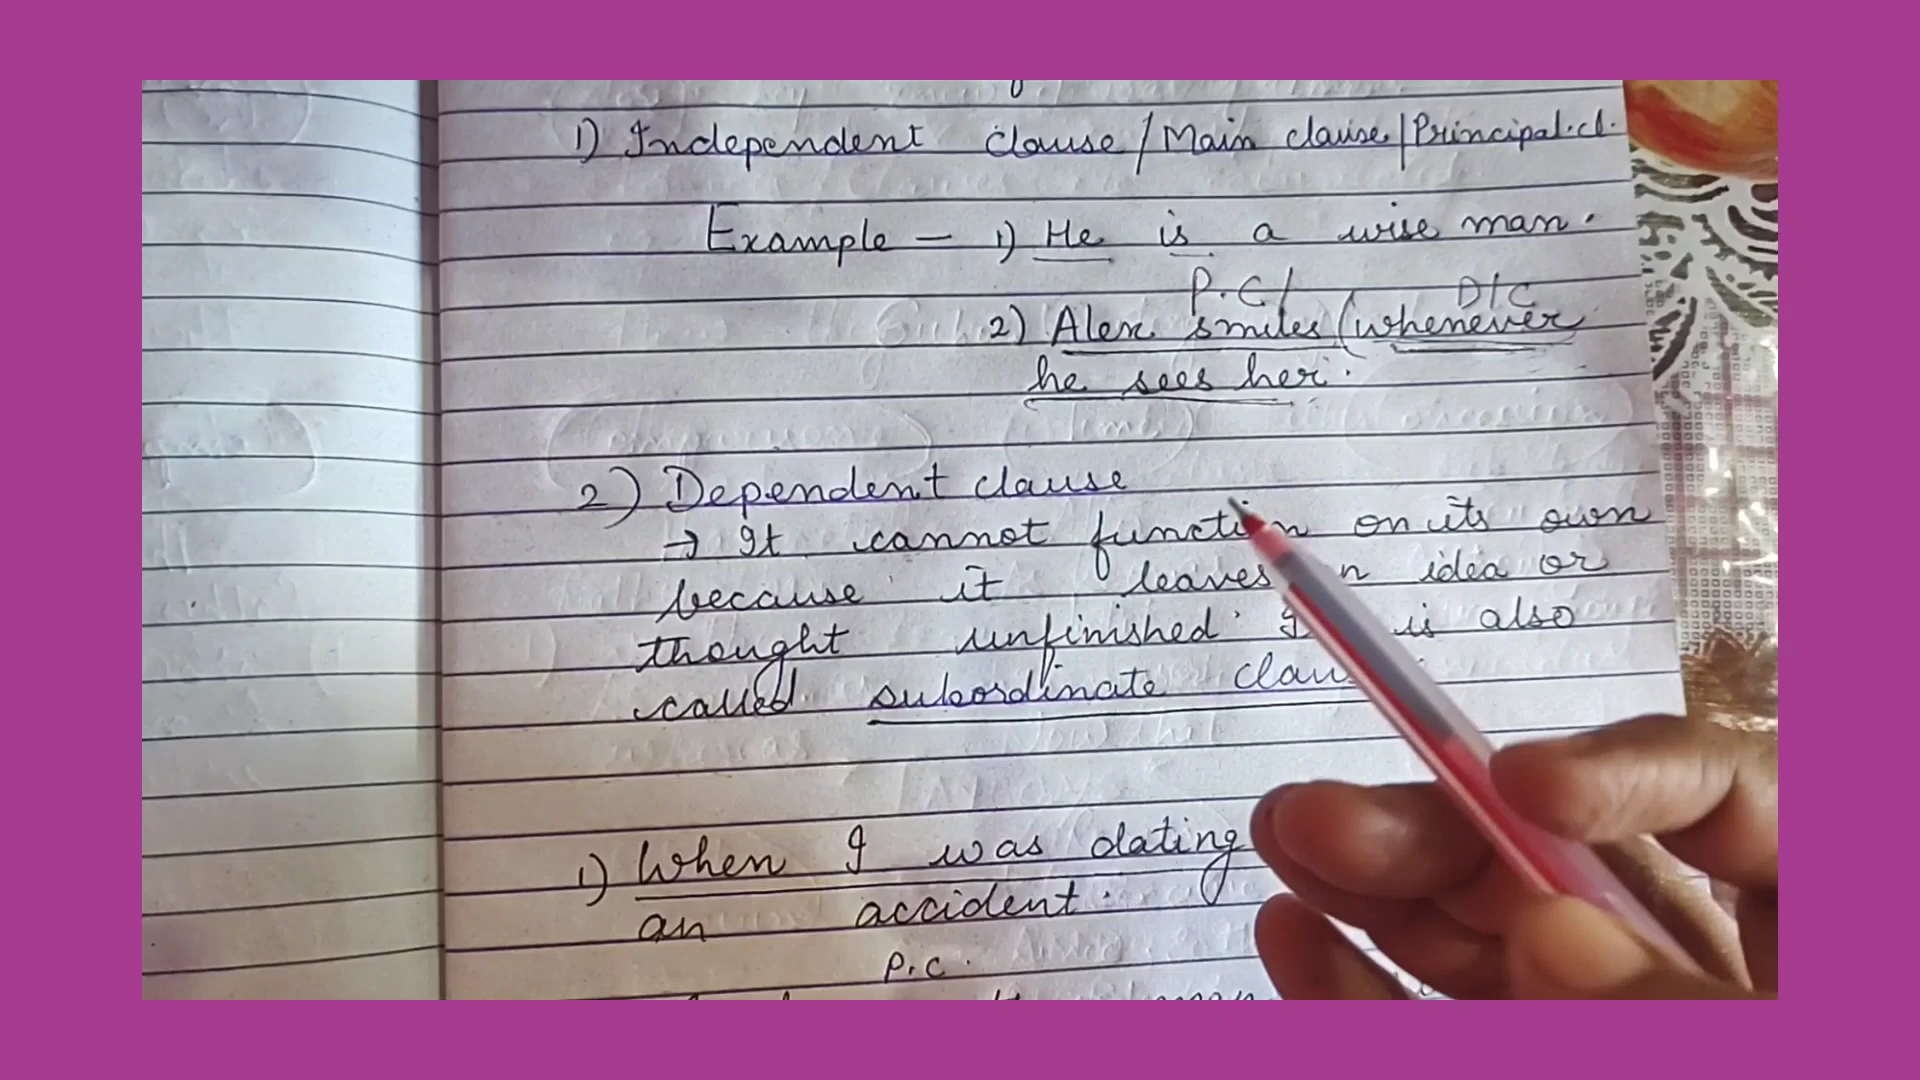 1) Independent clause/Main clause/Principal.cl.
Example — 1) He is a wise man.
P.C/ D/C
2) Alex smiles (whenever
he sees her.
2) Dependent clause
→ It cannot function on its own
because it leaves an idea or
thought unfinished. is also
called subordinate
1) When I was dating
an accident.
P.C.